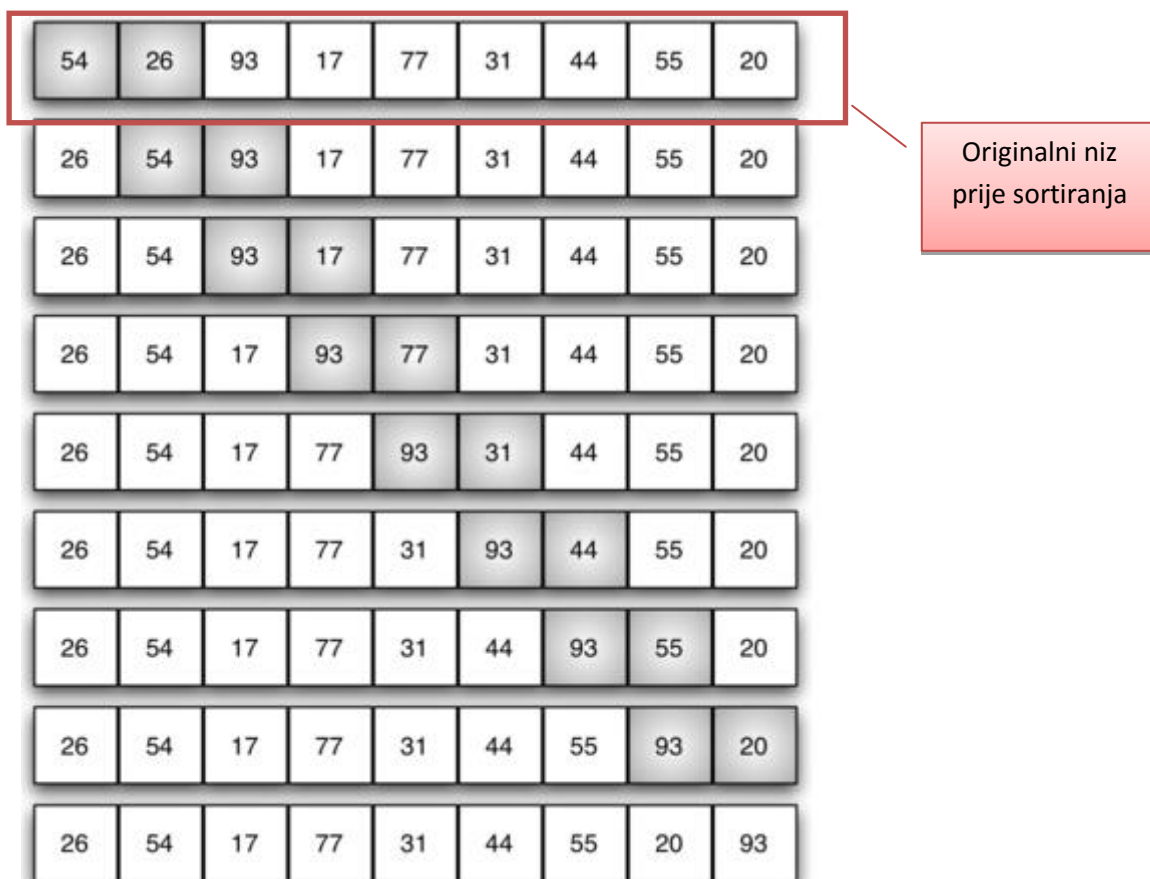 54 26 93 17 77 31 44 55 20
26 54 93 17 77 31 44 55 20
26 54 93 17 77 31 44 55 20
26 54 17 93 77 31 44 55 20
26 54 17 77 93 31 44 55 20
26 54 17 77 31 93 44 55 20
26 54 17 77 31 44 93 55 20
26 54 17 77 31 44 55 93 20
26 54 17 77 31 44 55 20 93
Originalni niz
prije sortiranja